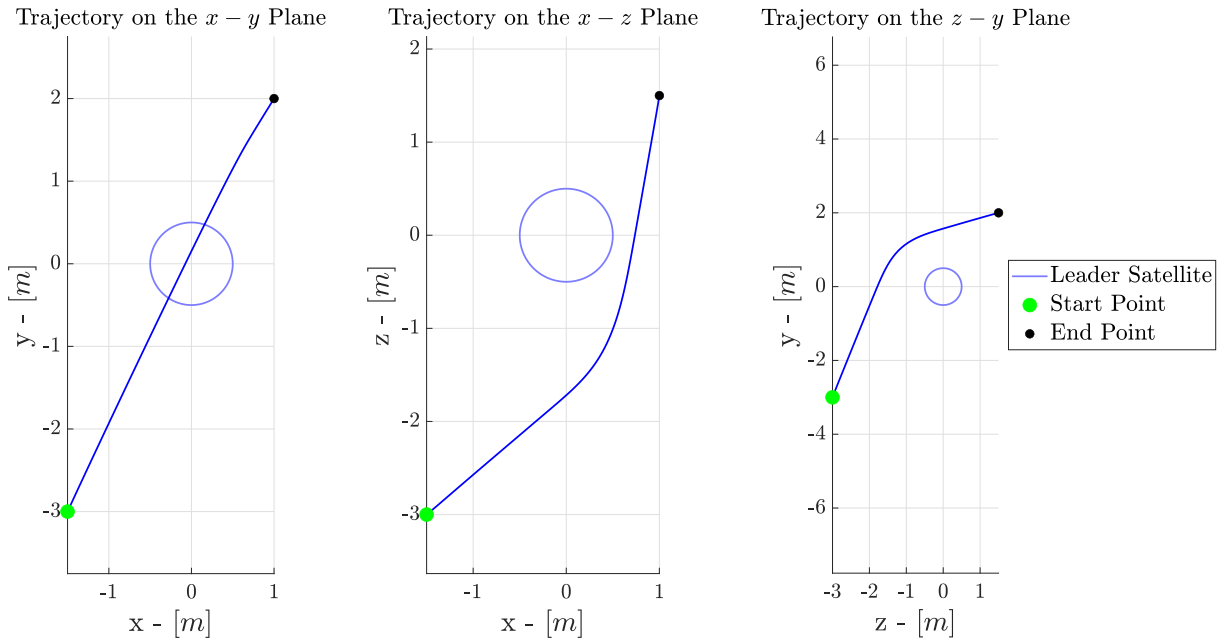 Trajectory on the x − y Plane
2
1
0
-1
-2
-3
y - [m]
-1 0 1
x - [m]
Trajectory on the x − z Plane
2
1
0
-1
-2
-3
z - [m]
-1 0 1
x - [m]
Trajectory on the z − y Plane
6
4
2
0
-2
-4
-6
y - [m]
-3 -2 -1 0 1
z - [m]
Leader Satellite
Start Point
End Point